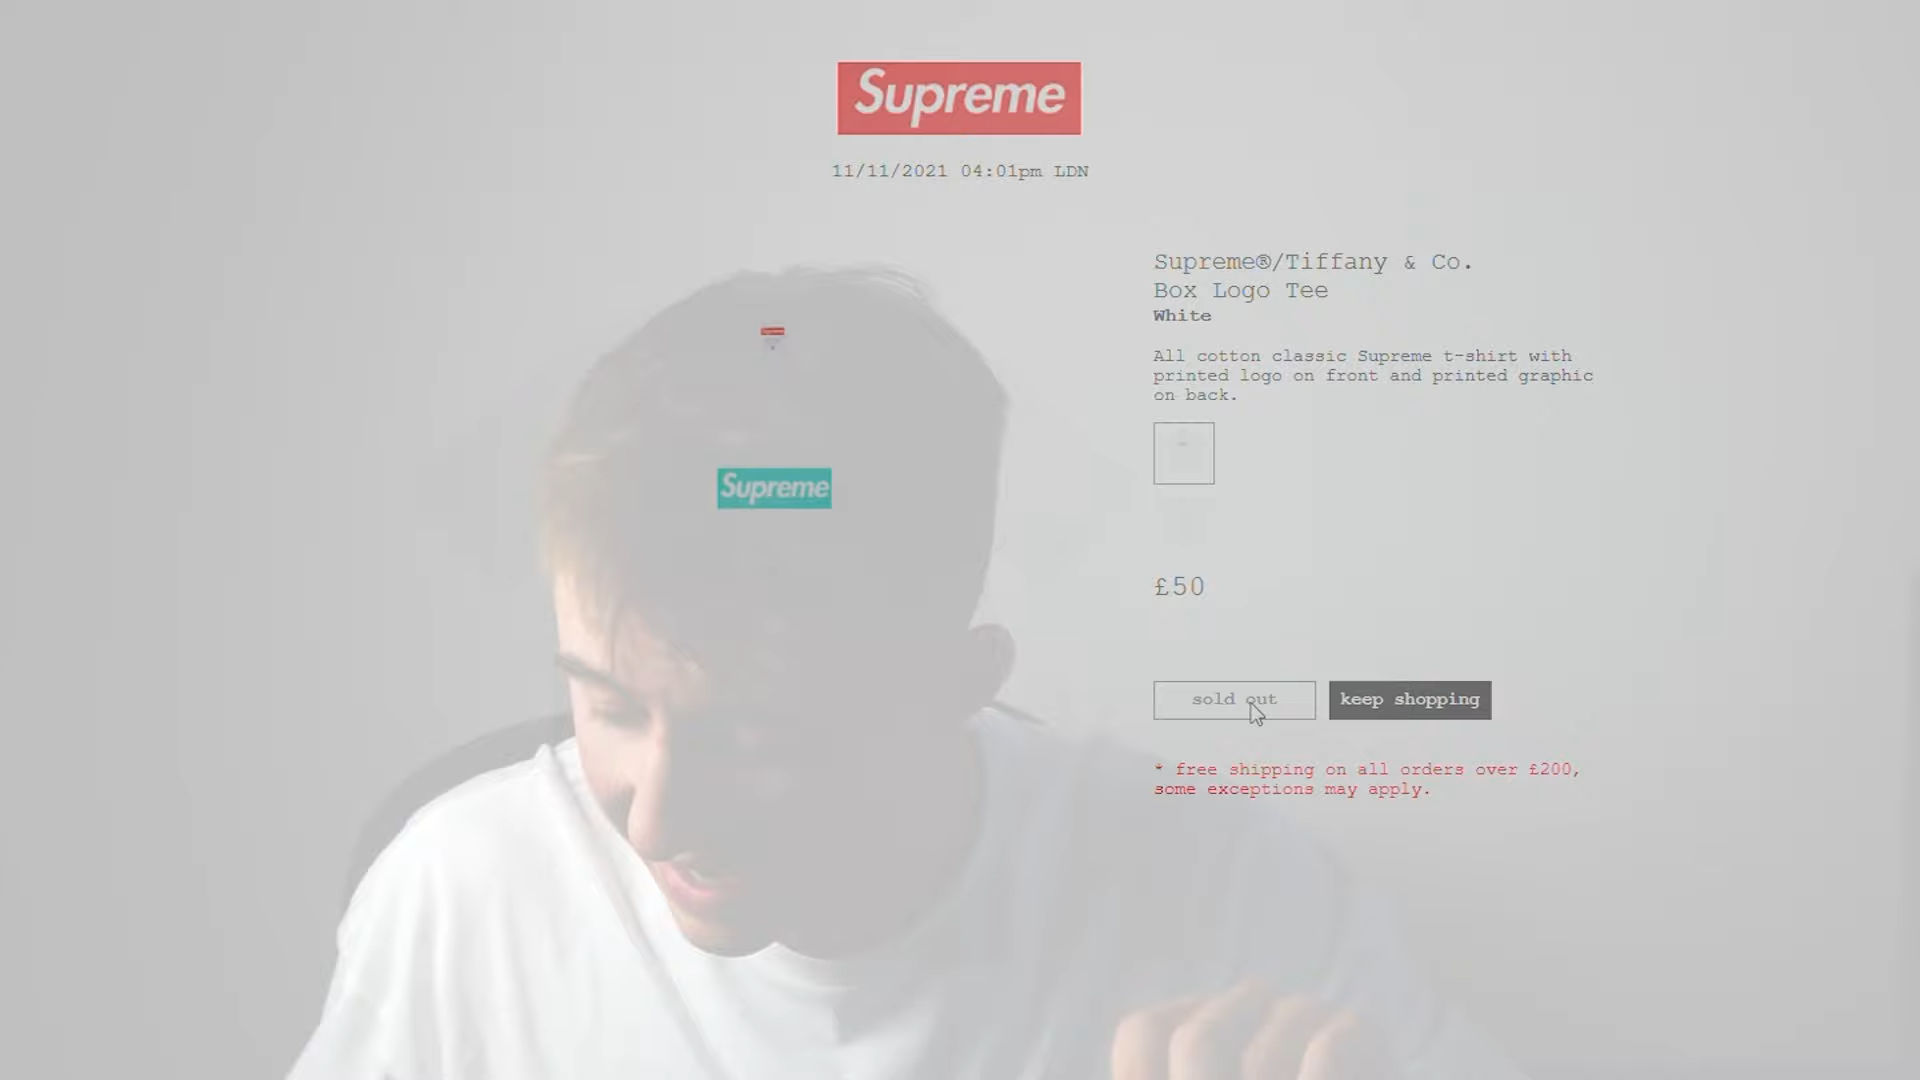 Supreme
11/11/2021 04:01pm LDN
Supreme®/Tiffany & Co.
Box Logo Tee
White
All cotton classic Supreme t-shirt with
printed logo on front and printed graphic
on back.
Supreme
£50
sold out
keep shopping
* free shipping on all orders over £200,
some exceptions may apply.